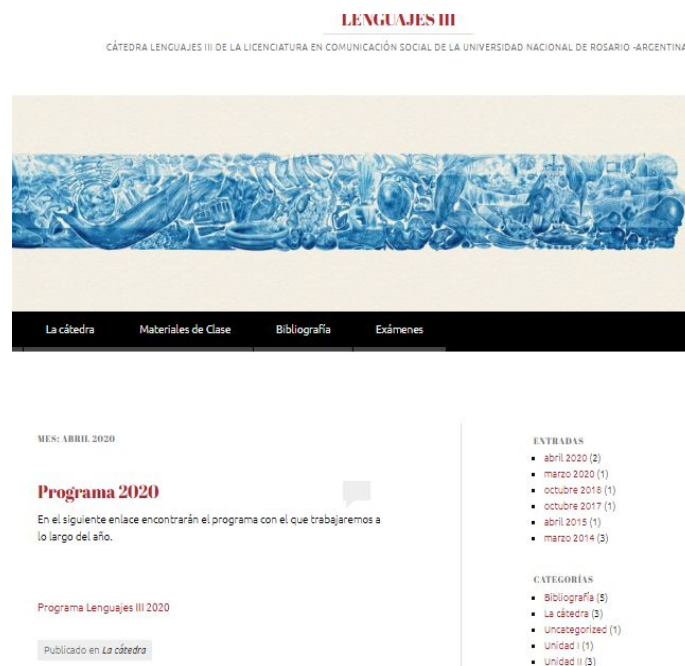 LENGUAJES III
CÁTEDRA LENGUAJES III DE LA LICENCIATURA EN COMUNICACIÓN SOCIAL DE LA UNIVERSIDAD NACIONAL DE ROSARIO -ARGENTINA
La cátedra
Materiales de Clase
Bibliografía
Exámenes
MES: ABRIL 2020
Programa 2020
En el siguiente enlace encontrarán el programa con el que trabajaremos a
lo largo del año.
Programa Lenguajes III 2020
Publicado en La cátedra
ENTRADAS
abril 2020 (2)
marzo 2020 (1)
octubre 2018 (1)
octubre 2017 (1)
abril 2015 (1)
marzo 2014 (3)
CATEGORÍAS
Bibliografía (5)
La cátedra (3)
Uncategorized (1)
Unidad I (1)
Unidad II (3)